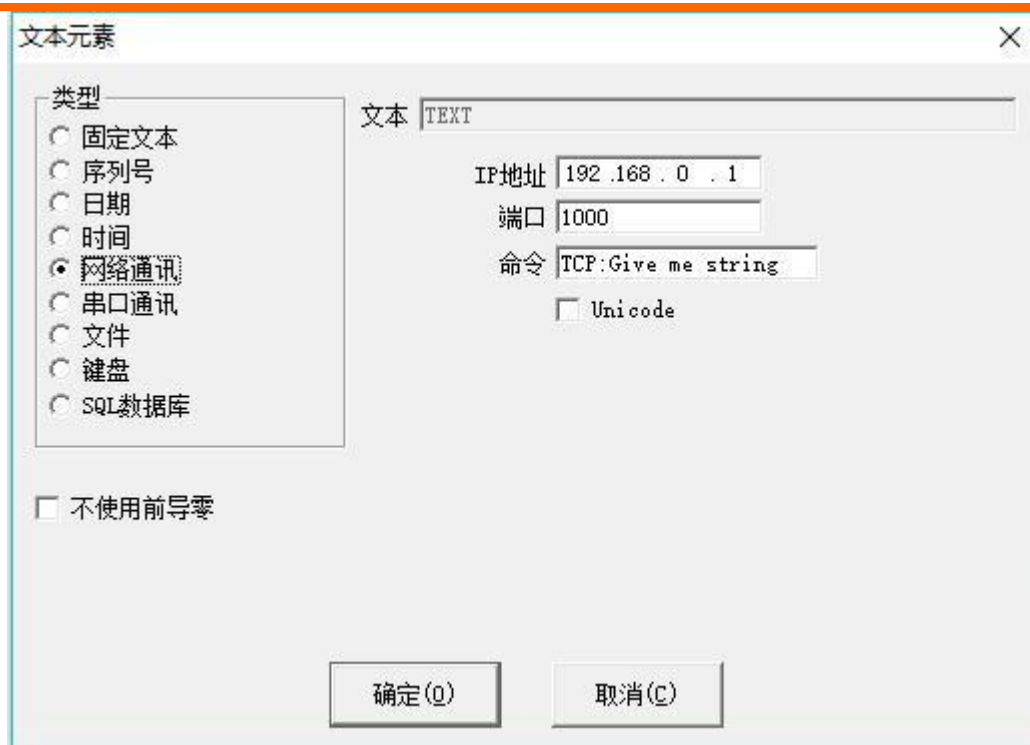 文本元素
类型
固定文本
序列号
日期
时间
网络通讯
串口通讯
文件
键盘
SQL数据库
文本 TEXT
IP地址 192 .168 . 0 . 1
端口 1000
命令 TCP:Give me string
Unicode
不使用前导零
确定(O)
取消(C)